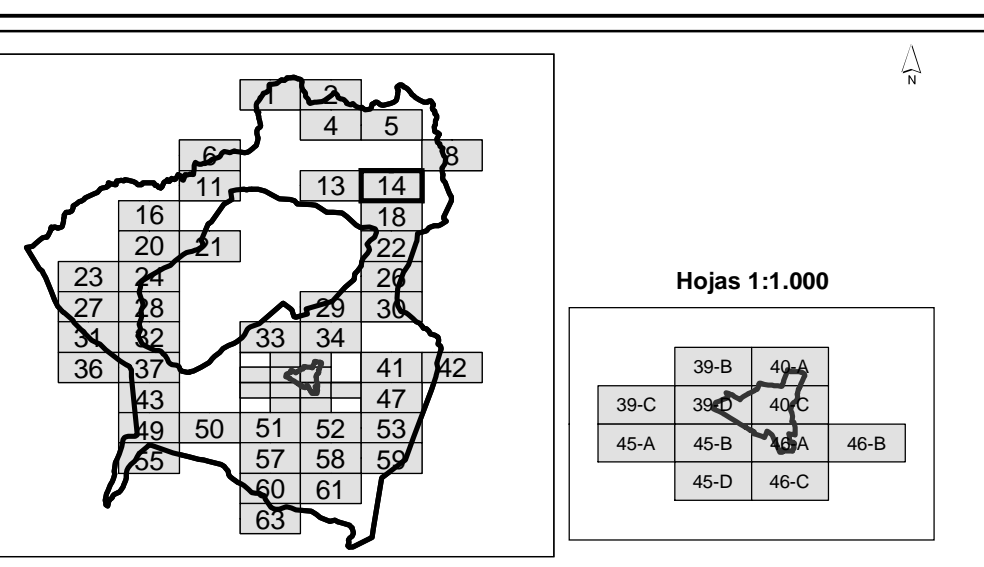 N
1 2
4 5
6 8
11 13 14
16 18
20 21 22
23 24 26
27 28 29 30
31 32 33 34
36 37 41 42
43 47
49 50 51 52 53
55 57 58 59
60 61
63
Hojas 1:1.000
39-B 40-A
39-C 39-D 40-C
45-A 45-B 46-A 46-B
45-D 46-C